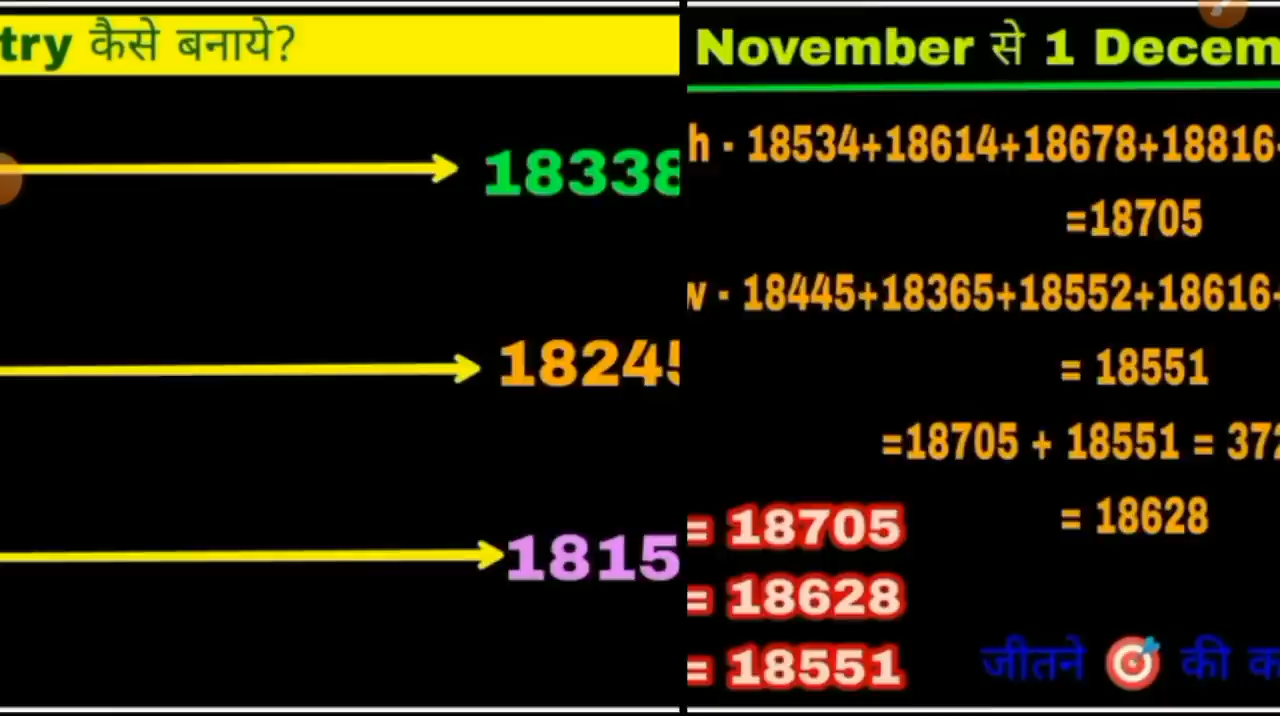 try कैसे बनाये?
18338
18245
1815
November से 1 Decem
h - 18534+18614+18678+18816
=18705
w - 18445+18365+18552+18616
= 18551
=18705 + 18551 = 372
= 18628
= 18705
= 18628
= 18551
जीतने 🎯 की क